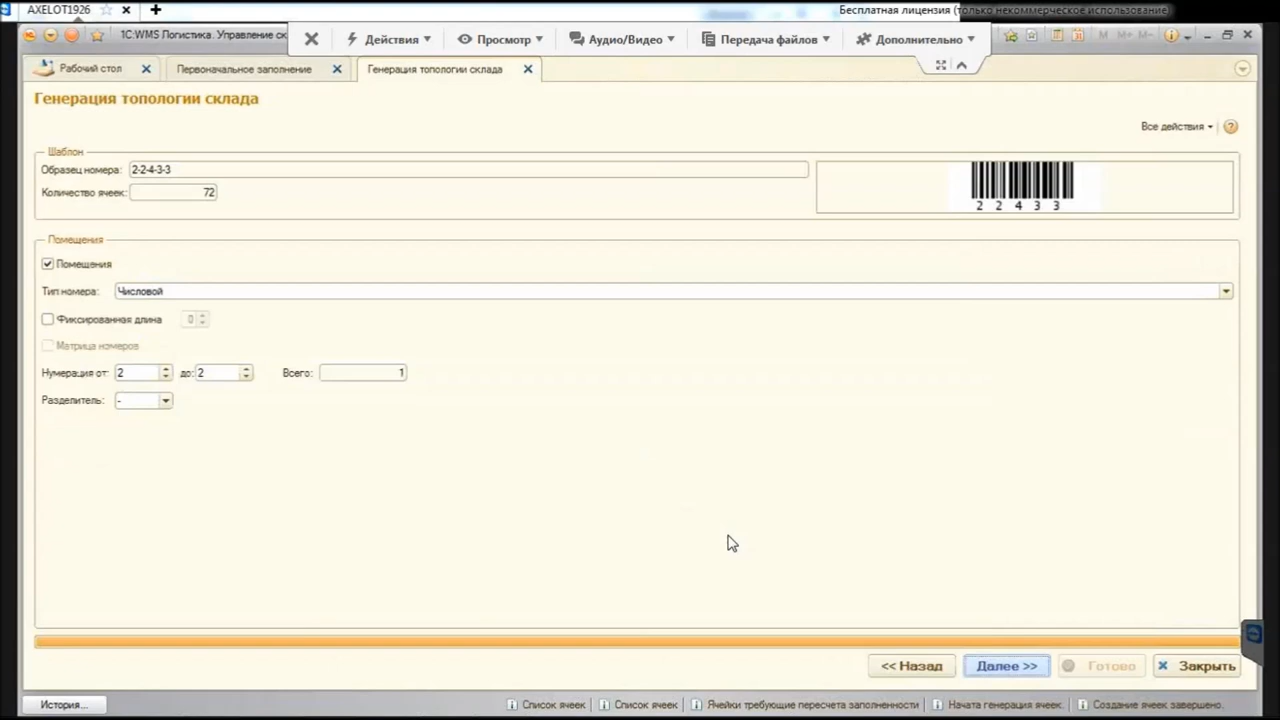 AXELOT1926
Бесплатная лицензия (только некоммерческое использование)
1C:WMS Логистика. Управление ск
Действия
Просмотр
Аудио/Видео
Передача файлов
Дополнительно
M M+ M-
Рабочий стол
Первоначальное заполнение
Генерация топологии склада
Генерация топологии склада
Все действия
Шаблон
Образец номера: 2-2-4-3-3
Количество ячеек: 72
2 2 4 3 3
Помещения
Помещения
Тип номера: Числовой
Фиксированная длина 0
Матрица номеров
Нумерация от: 2 до: 2 Всего: 1
Разделитель: -
<< Назад
Далее >>
Готово
Закрыть
История...
Список ячеек
Список ячеек
Ячейки требующие пересчета заполненности
Начата генерация ячеек.
Создание ячеек завершено.